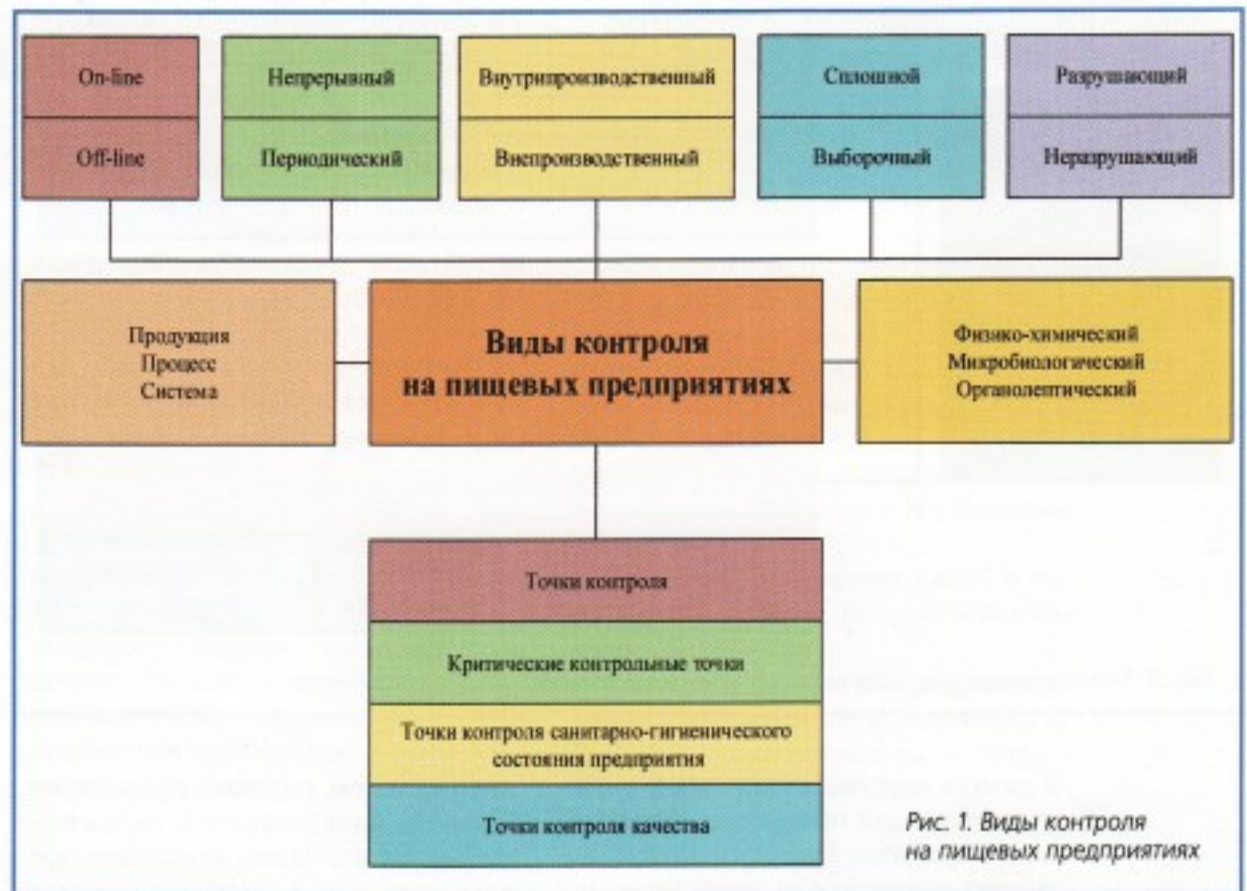 On-line
Непрерывный
Внутрипроизводственный
Сплошной
Разрушающий
Off-line
Периодический
Внепроизводственный
Выборочный
Неразрушающий
Продукция
Процесс
Система
Виды контроля
на пищевых предприятиях
Физико-химический
Микробиологический
Органолептический
Точки контроля
Критические контрольные точки
Точки контроля санитарно-гигиенического
состояния предприятия
Точки контроля качества
Рис. 1. Виды контроля
на пищевых предприятиях